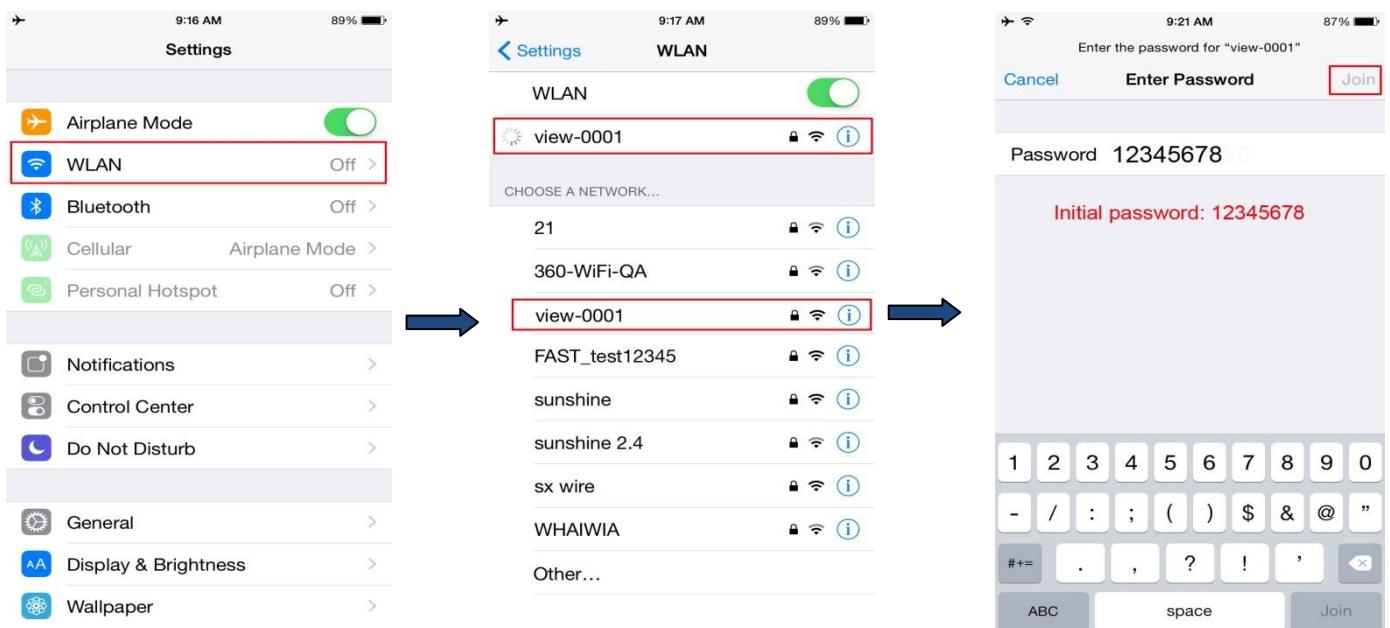 9:16 AM 89%
Settings
Airplane Mode
WLAN Off
Bluetooth Off
Cellular Airplane Mode
Personal Hotspot Off
Notifications
Control Center
Do Not Disturb
General
AA Display & Brightness
Wallpaper
9:17 AM 89%
Settings WLAN
WLAN
view-0001
CHOOSE A NETWORK...
21
360-WiFi-QA
view-0001
FAST_test12345
sunshine
sunshine 2.4
sx wire
WHAIWIA
Other...
9:21 AM 87%
Enter the password for “view-0001”
Cancel Enter Password Join
Password 12345678
Initial password: 12345678
1 2 3 4 5 6 7 8 9 0
- / : ; ( ) $ & @ ”
#+= . , ? ! ’
ABC space Join